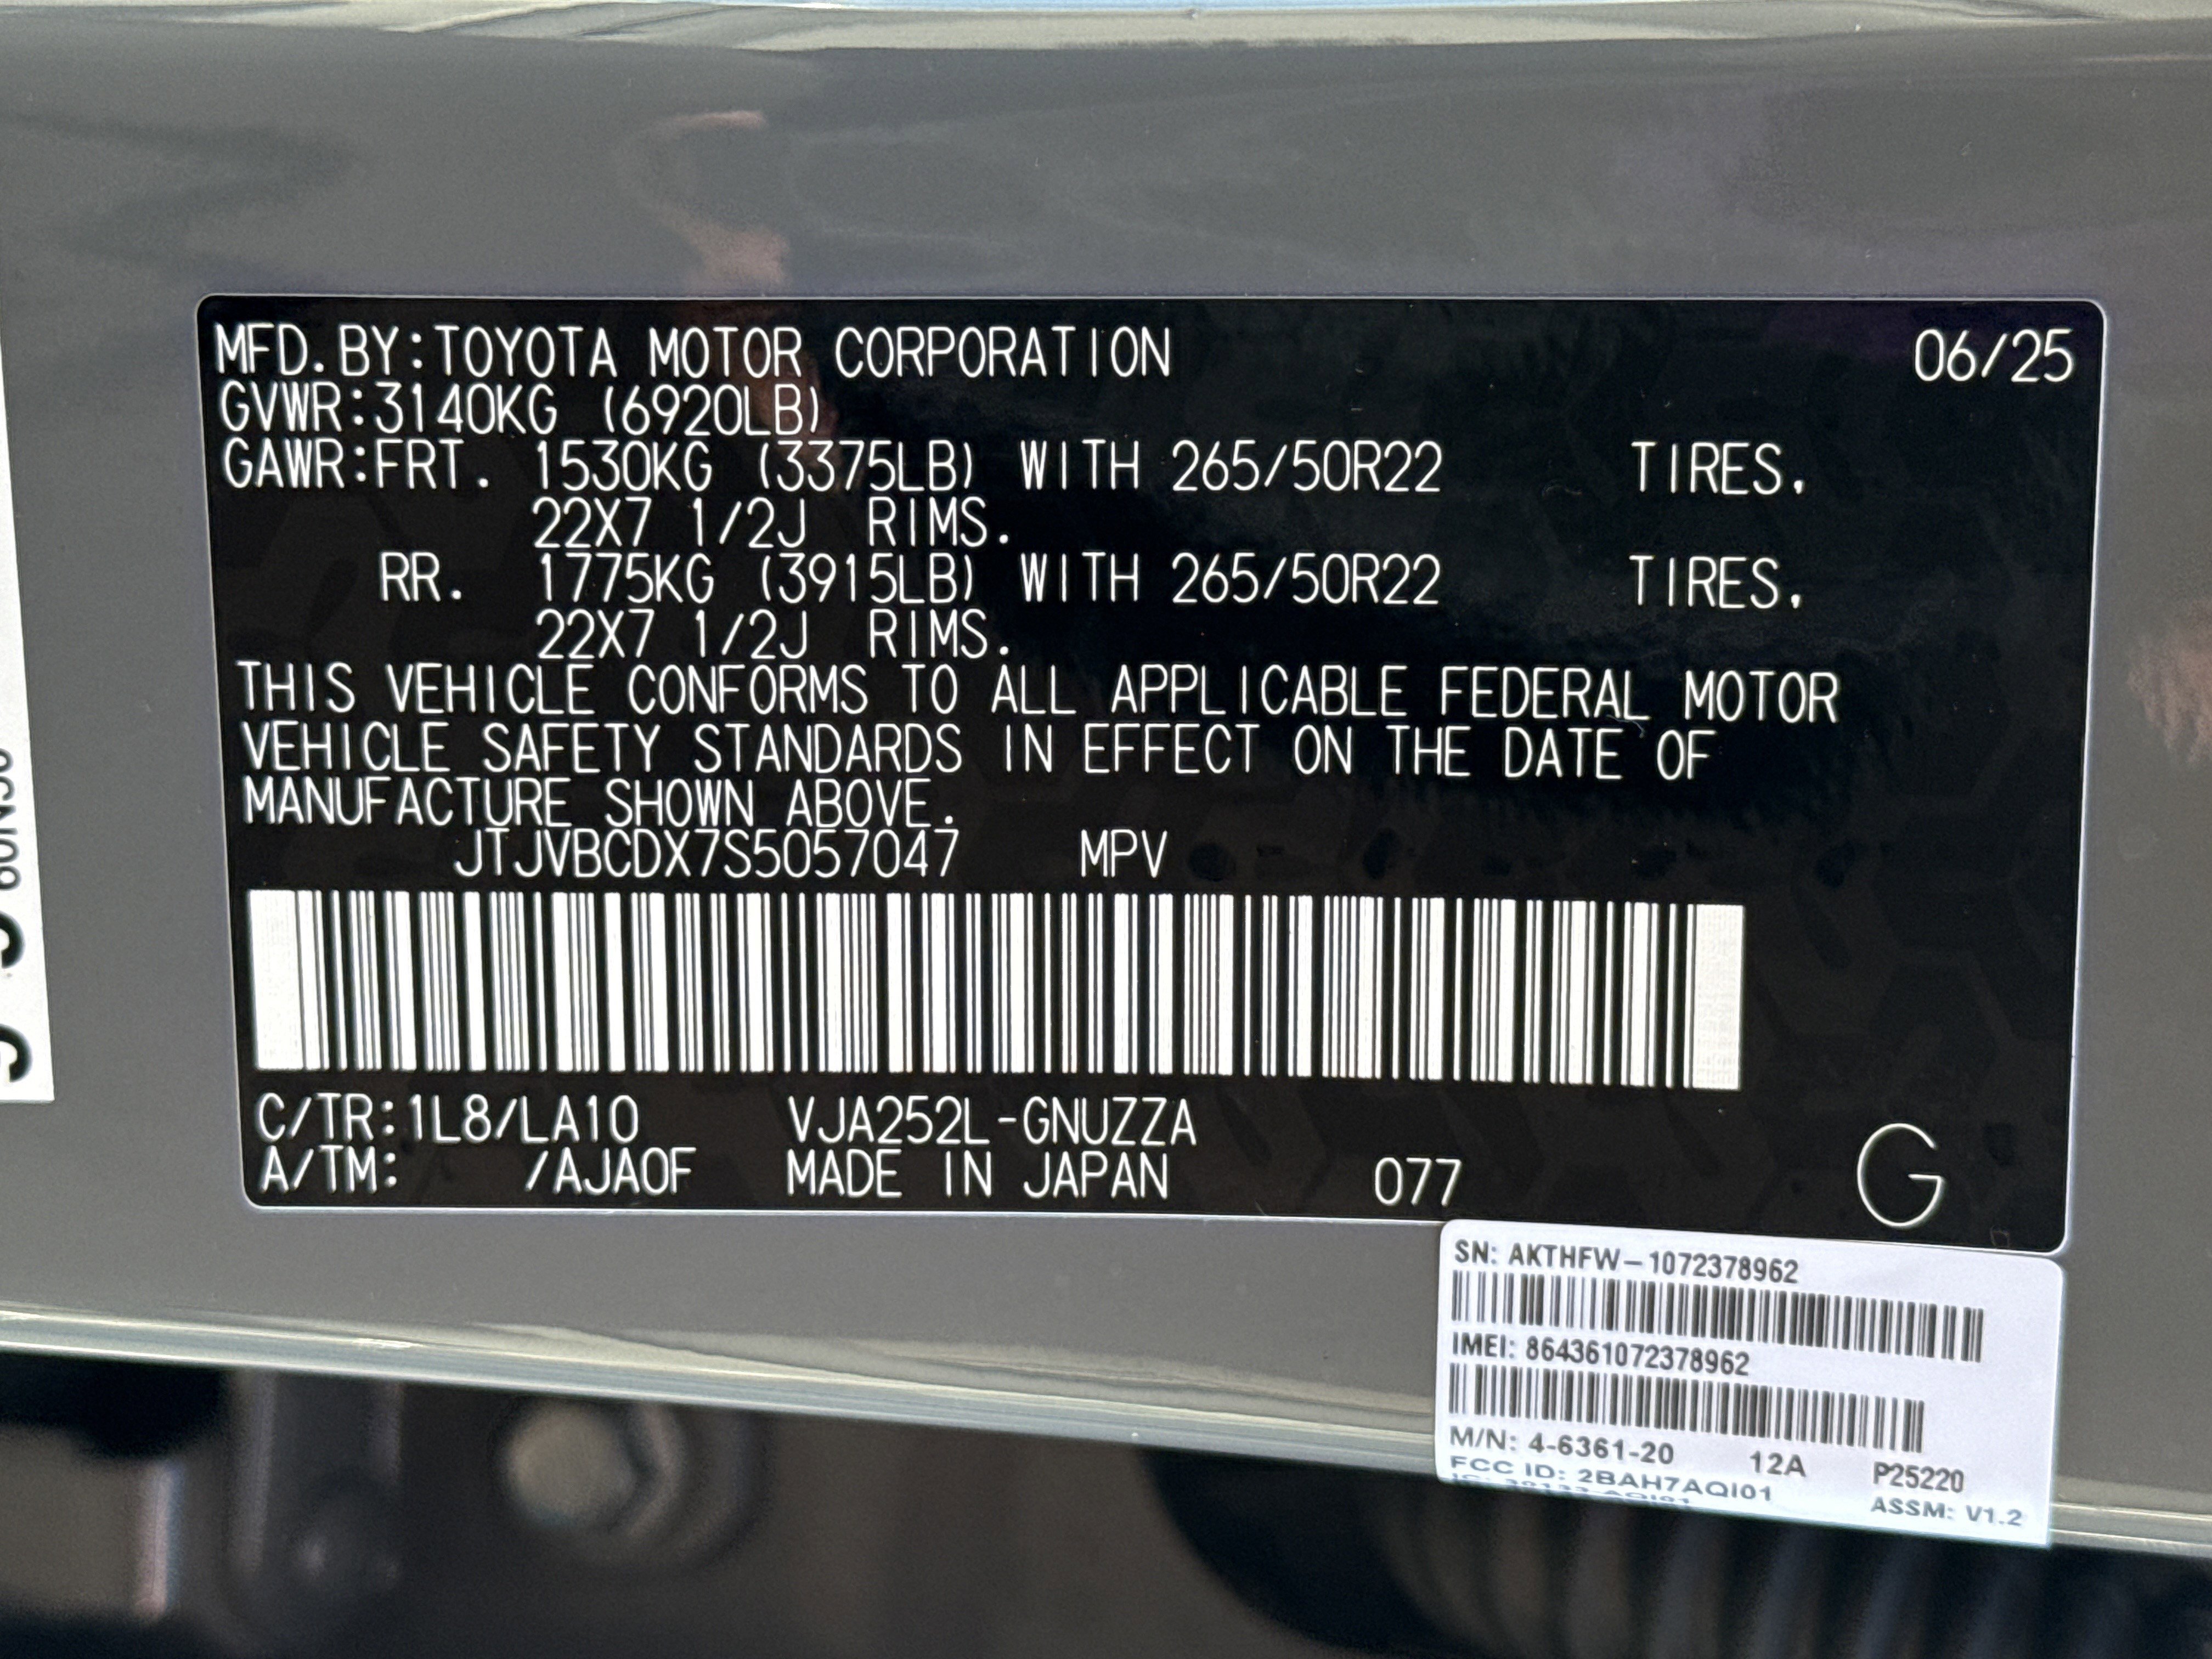 MFD.BY:TOYOTA MOTOR CORPORATION 06/25
GVWR:3140KG (6920LB)
GAWR:FRT. 1530KG (3375LB) WITH 265/50R22 TIRES.
22X7 1/2J RIMS.
RR. 1775KG (3915LB) WITH 265/50R22 TIRES.
22X7 1/2J RIMS.
THIS VEHICLE CONFORMS TO ALL APPLICABLE FEDERAL MOTOR
VEHICLE SAFETY STANDARDS IN EFFECT ON THE DATE OF
MANUFACTURE SHOWN ABOVE.
JTJVBCDX7S5057047 MPV
C/TR:1L8/LA10 VJA252L-GNUZZA
A/TM: /AJA0F MADE IN JAPAN 077 G
SN: AKTHFW-1072378962
IMEI: 864361072378962
M/N: 4-6361-20 12A P25220
FCC ID: 2BAH7AQI01 ASSM: V1.2